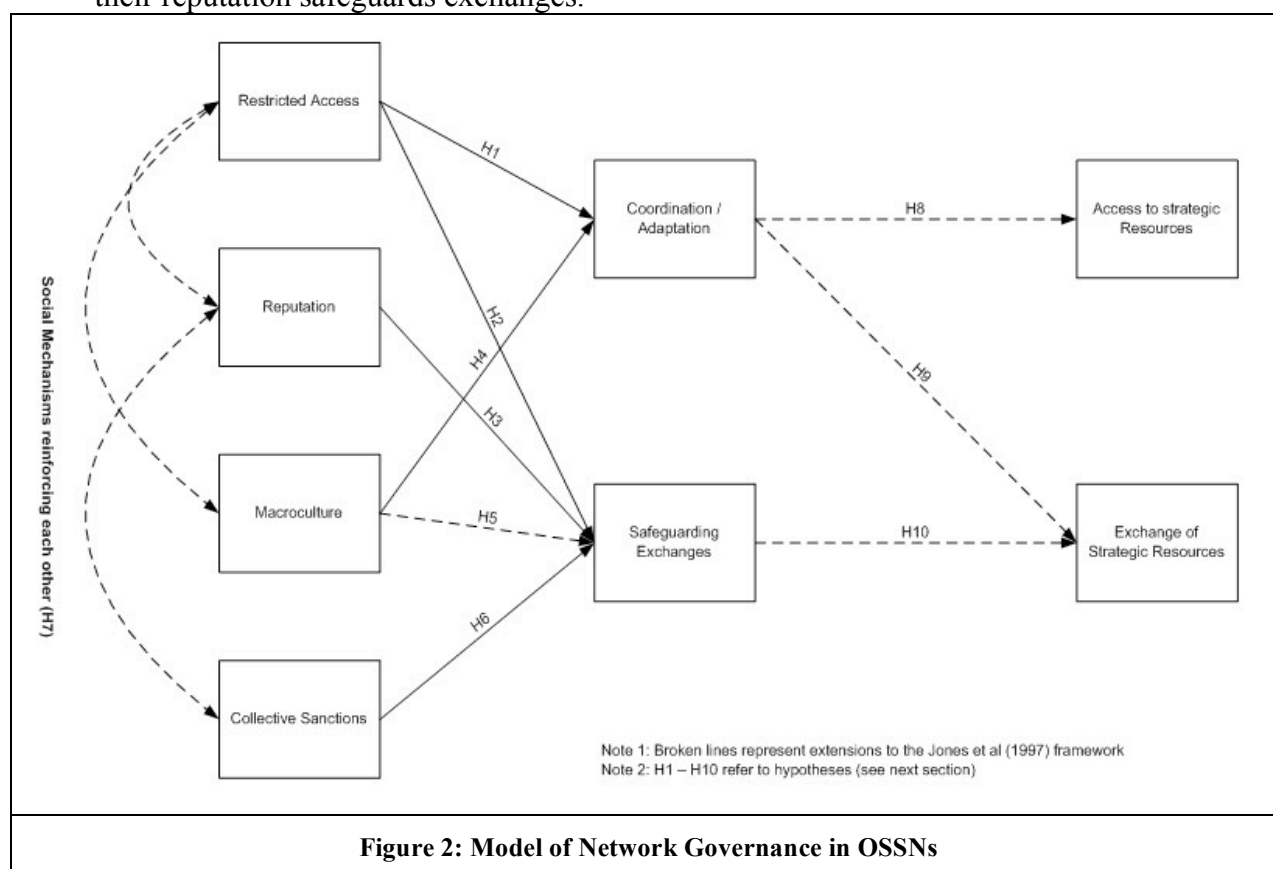 their reputation safeguards exchanges.
Restricted Access
H1
Coordination /
Adaptation
H8
Access to strategic
Resources
Social Mechanisms reinforcing each other (H7)
Reputation
H2
H4
H3
H9
Macroculture
H5
Safeguarding
Exchanges
H10
Exchange of
Strategic Resources
H6
Collective Sanctions
Note 1: Broken lines represent extensions to the Jones et al (1997) framework
Note 2: H1 – H10 refer to hypotheses (see next section)
Figure 2: Model of Network Governance in OSSNs